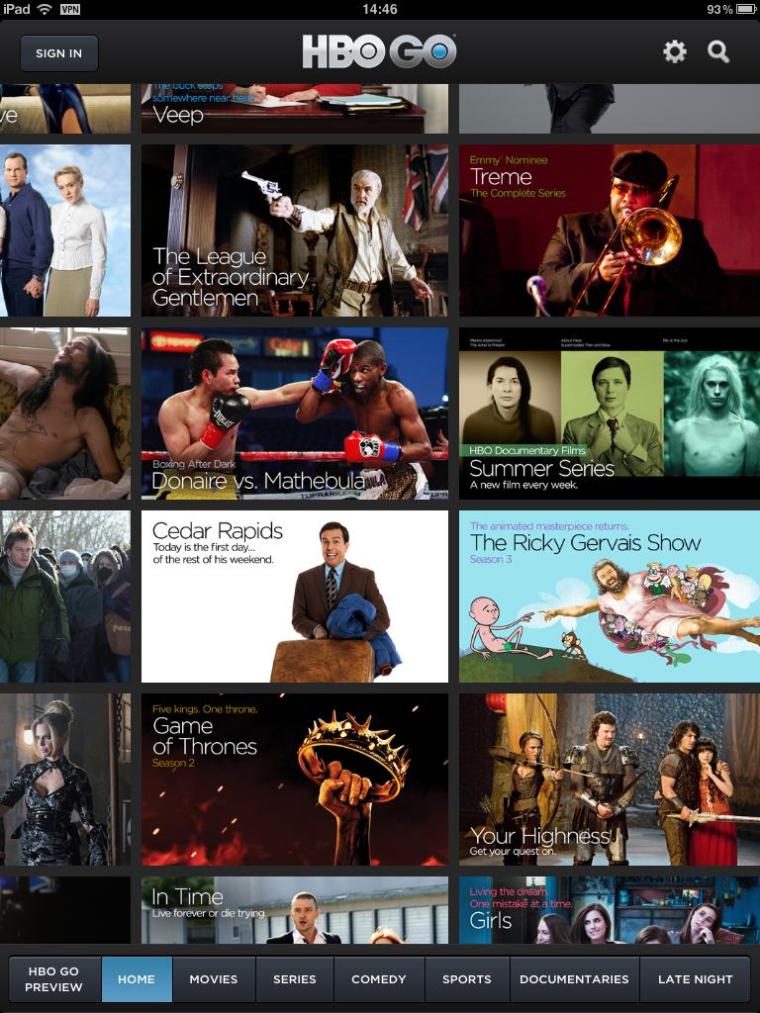 iPad VPN 14:46 93%
SIGN IN
HBO GO
ve
The buck stops
somewhere near here
Veep
The League
of Extraordinary
Gentlemen
Emmy® Nominee
Treme
The Complete Series
EVERLAST
Boxing After Dark
Donaire vs. Mathebula
HBO Documentary Films
Summer Series
A new film every week.
Cedar Rapids
Today is the first day...
of the rest of his weekend.
The animated masterpiece returns.
The Ricky Gervais Show
Season 3
Five kings. One throne.
Game
of Thrones
Season 2
Your Highness
Get your quest on.
In Time
Live forever or die trying.
Living the dream.
One mistake at a time.
Girls
HBO GO
PREVIEW
HOME
MOVIES
SERIES
COMEDY
SPORTS
DOCUMENTARIES
LATE NIGHT